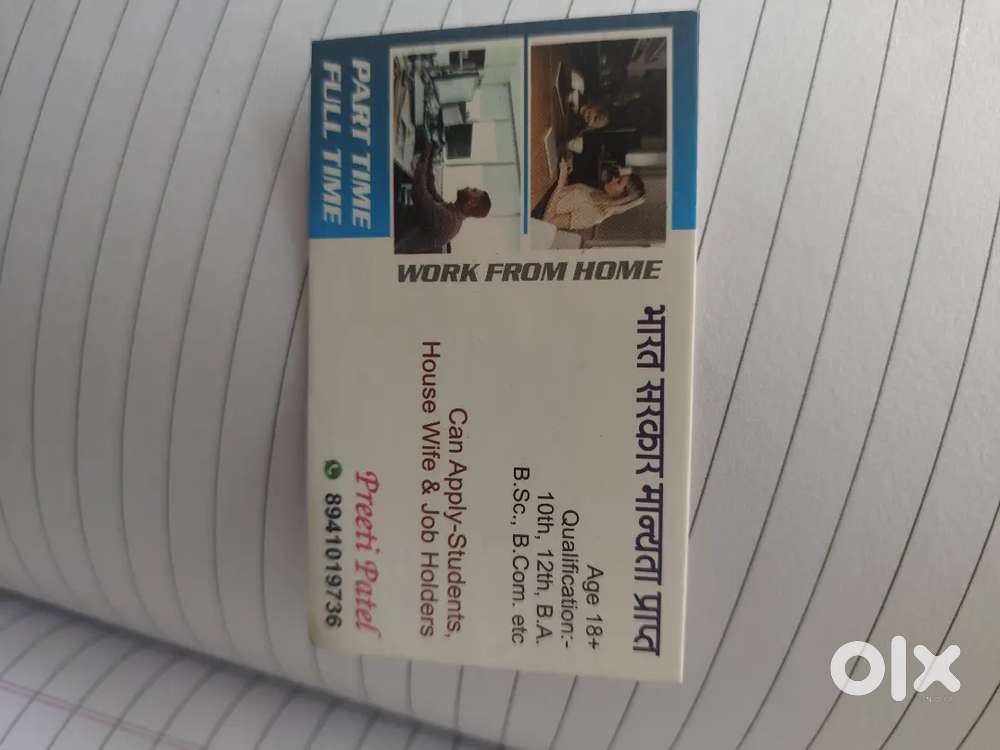 भारत सरकार मान्यता प्राप्त
PART TIME
FULL TIME
WORK FROM HOME
Age 18+
Qualification:-
10th, 12th, B.A.
B.Sc., B.Com. etc
Can Apply-Students,
House Wife & Job Holders
Preeti Patel
8941019736
olx